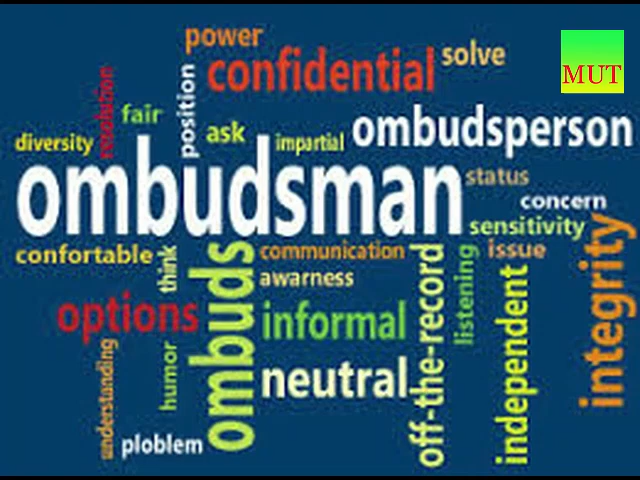 power
confidential
solve
MUT
resolution
position
fair
ask
diversity
impartial
ombudsperson
ombudsman
status
concern
sensitivity
confortable
think
ombuds
communication
awarness
off-the-record
listening
issue
integrity
independent
options
informal
understanding
humor
neutral
ploblem